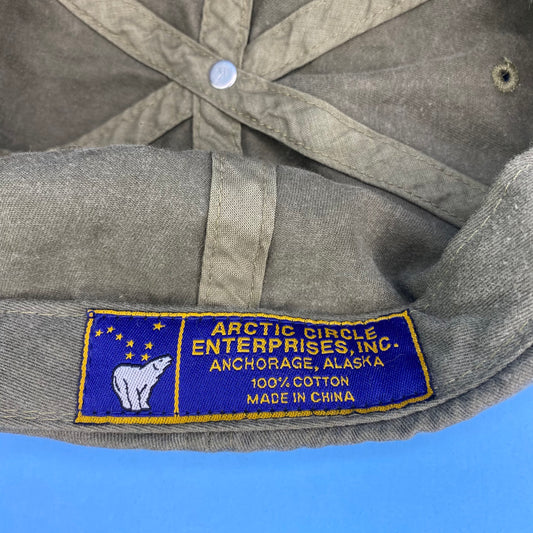 ARCTIC CIRCLE
ENTERPRISES, INC.
ANCHORAGE, ALASKA
100% COTTON
MADE IN CHINA